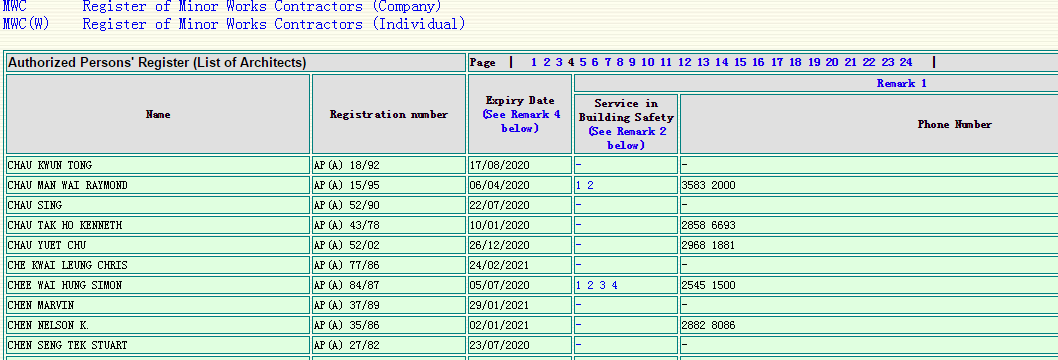 MWC Register of Minor Works Contractors (Company)
MWC(W) Register of Minor Works Contractors (Individual)
Authorized Persons' Register (List of Architects) Page | 1 2 3 4 5 6 7 8 9 10 11 12 13 14 15 16 17 18 19 20 21 22 23 24 |
Remark 1
Name Registration number Expiry Date (See Remark 4 below) Service in Building Safety (See Remark 2 below) Phone Number
CHAU KWUN TONG AP(A) 18/92 17/08/2020 - -
CHAU MAN WAI RAYMOND AP(A) 15/95 06/04/2020 1 2 3583 2000
CHAU SING AP(A) 52/90 22/07/2020 - -
CHAU TAK HO KENNETH AP(A) 43/78 10/01/2020 - 2858 6693
CHAU YUET CHU AP(A) 52/02 26/12/2020 - 2968 1881
CHE KWAI LEUNG CHRIS AP(A) 77/86 24/02/2021 - -
CHEE WAI HUNG SIMON AP(A) 84/87 05/07/2020 1 2 3 4 2545 1500
CHEN MARVIN AP(A) 37/89 29/01/2021 - -
CHEN NELSON K. AP(A) 35/86 02/01/2021 - 2882 8086
CHEN SENG TEK STUART AP(A) 27/82 23/07/2020 - -